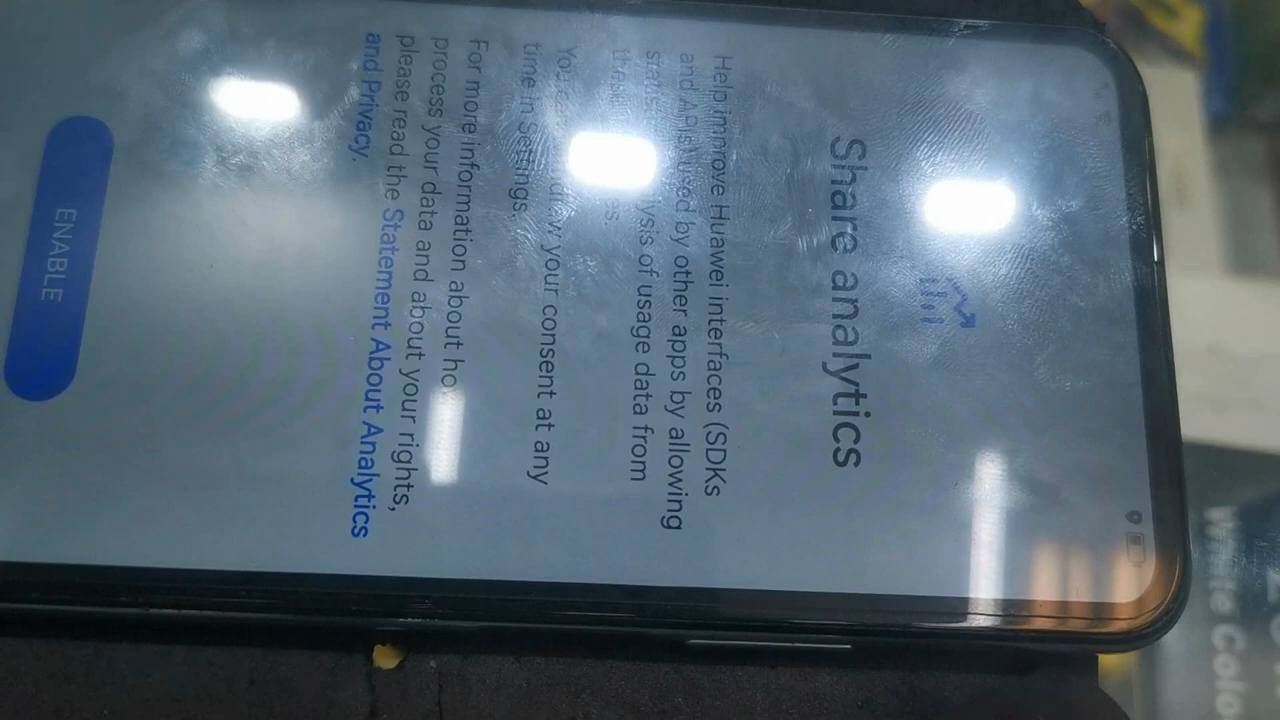 Share analytics
Help improve Huawei interfaces (SDKs
and APIs) used by other apps by allowing
analysis of usage data from
your consent at any
time in Settings.
For more information about how
process your data and about your rights,
please read the Statement About Analytics
and Privacy.
ENABLE